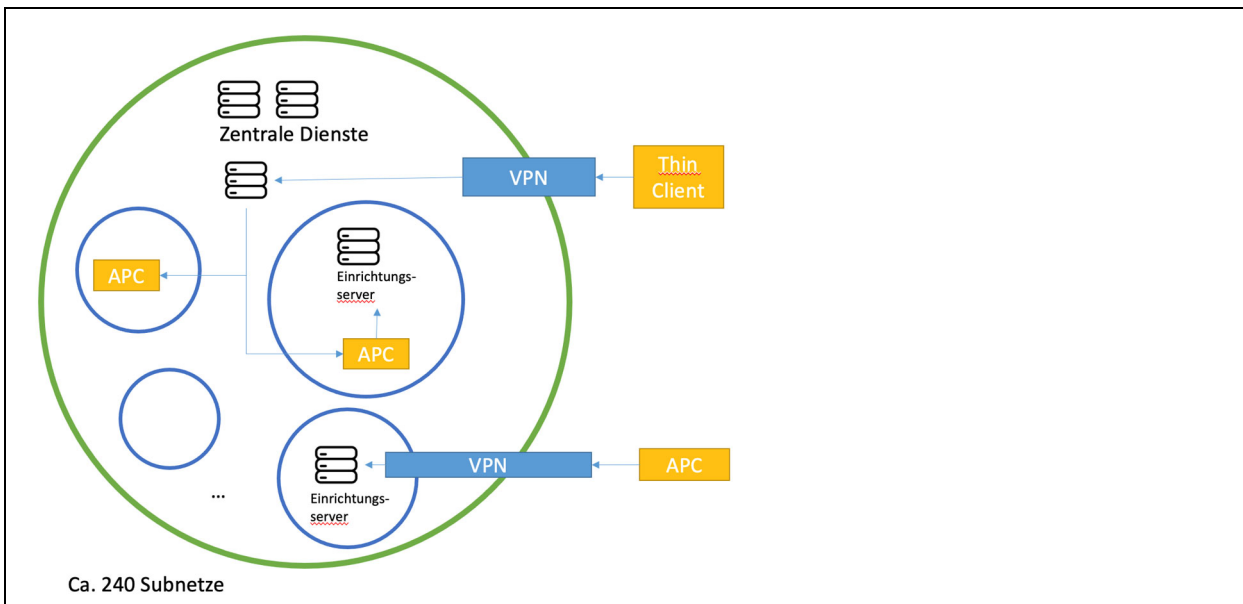 Zentrale Dienste
VPN
Thin
Client
APC
Einrichtungs-
server
APC
VPN
APC
Einrichtungs-
server
...
Ca. 240 Subnetze